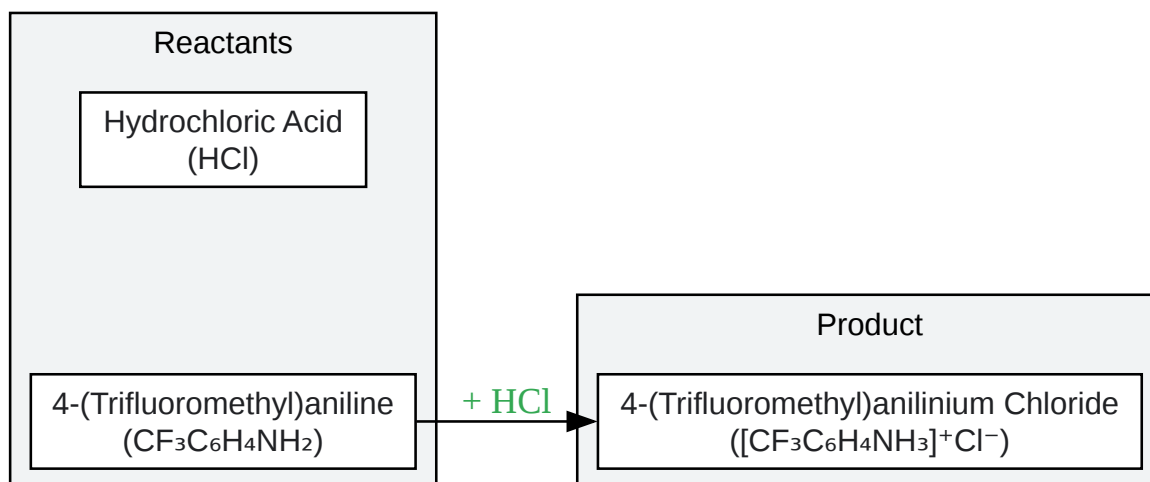 Reactants
Hydrochloric Acid
(HCl)
4-(Trifluoromethyl)aniline
(CF₃C₆H₄NH₂)
+ HCl
Product
4-(Trifluoromethyl)anilinium Chloride
([CF₃C₆H₄NH₃]⁺Cl⁻)